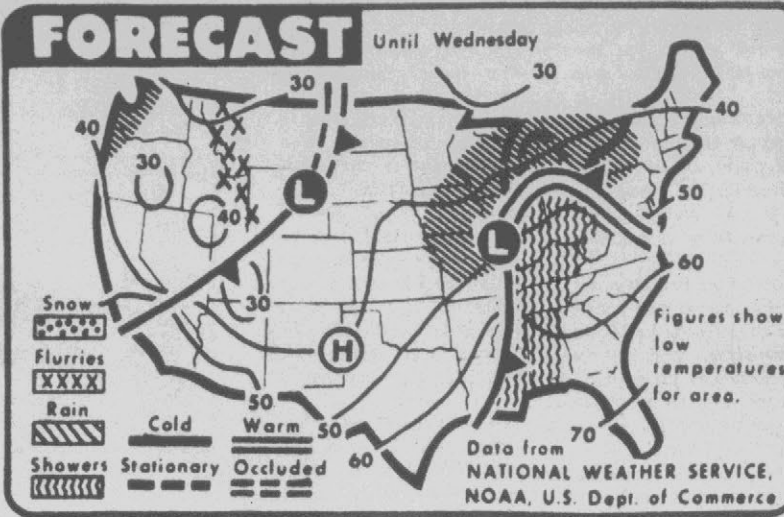 FORECAST
Until Wednesday
30
30
40
40
30
L
40
50
L
60
30
Snow
Flurries
XXXX
Rain
Showers
H
Figures show
low
temperatures
for area.
50
50
60
70
Cold
Warm
Stationary
Occluded
Data from
NATIONAL WEATHER SERVICE,
NOAA, U.S. Dept. of Commerce